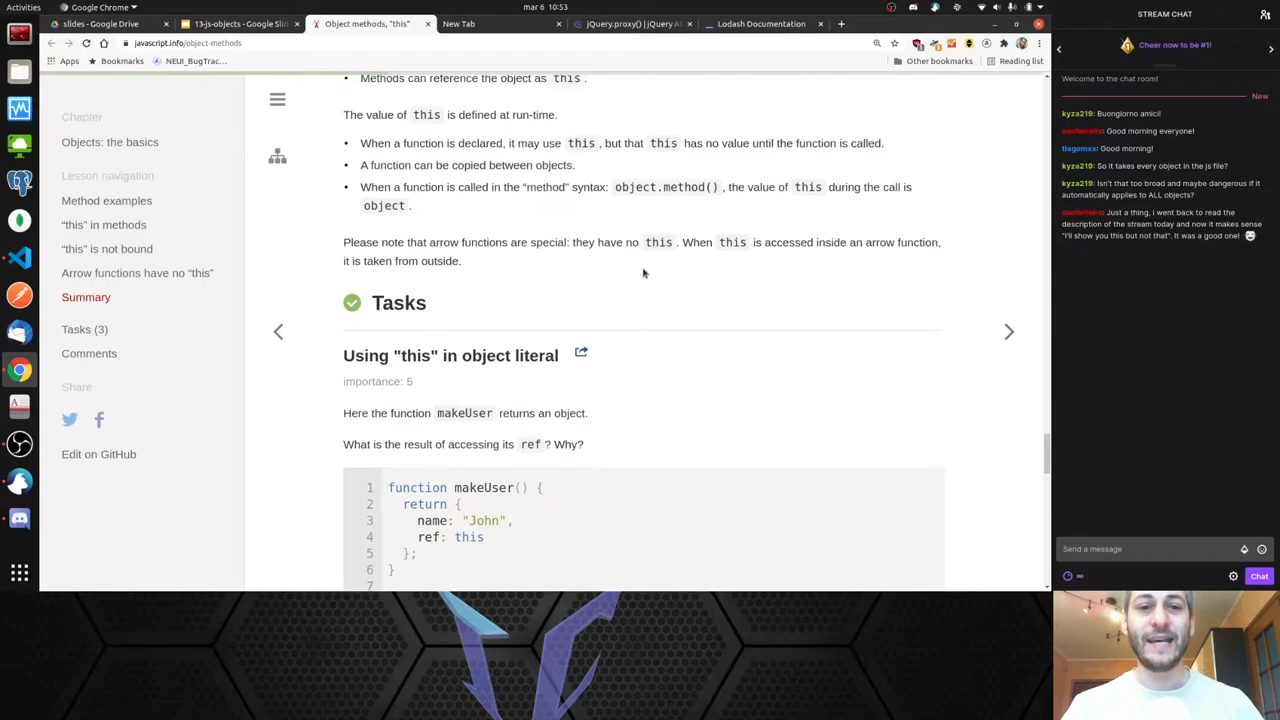 Activities
Google Chrome
mar 6 10:53
slides - Google Drive
13-js-objects - Google Slid
Object methods, "this"
New Tab
jQuery.proxy() | jQuery A
Lodash Documentation
javascript.info/object-methods
Apps
Bookmarks
NEUI_BugTrac...
Other bookmarks
Reading list
Chapter
Objects: the basics
Lesson navigation
Method examples
“this” in methods
“this” is not bound
Arrow functions have no “this”
Summary
Tasks (3)
Comments
Share
Edit on GitHub
• Methods can reference the object as this.
The value of this is defined at run-time.
• When a function is declared, it may use this, but that this has no value until the function is called.
• A function can be copied between objects.
• When a function is called in the “method” syntax: object.method(), the value of this during the call is
object.
Please note that arrow functions are special: they have no this. When this is accessed inside an arrow function,
it is taken from outside.
Tasks
Using "this" in object literal
importance: 5
Here the function makeUser returns an object.
What is the result of accessing its ref? Why?
1 function makeUser() {
2 return {
3 name: "John",
4 ref: this
5 };
6 }
7
STREAM CHAT
Cheer now to be #1!
Welcome to the chat room!
New
kyza219: Buongiorno amici!
saoferreira: Good morning everyone!
tiagomxx: Good morning!
kyza219: So it takes every object in the js file?
kyza219: Isn't that too broad and maybe dangerous if it
automatically applies to ALL objects?
saoferreira: Just a thing, I went back to read the
description of the stream today and now it makes sense
"I'll show you this but not that". It was a good one!
Send a message
Chat